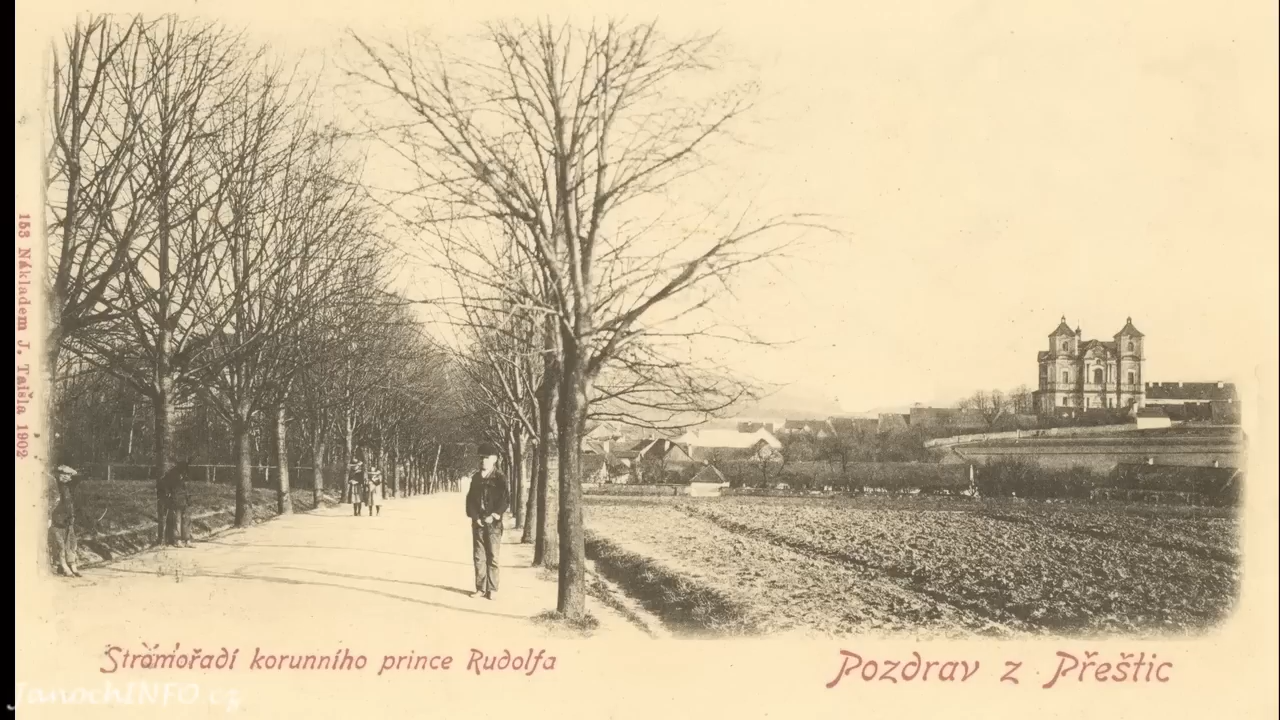 153 Nákladem J. Taišla 1902
Stromořadí korunního prince Rudolfa
Pozdrav z Přeštic
JanochINFO.cz